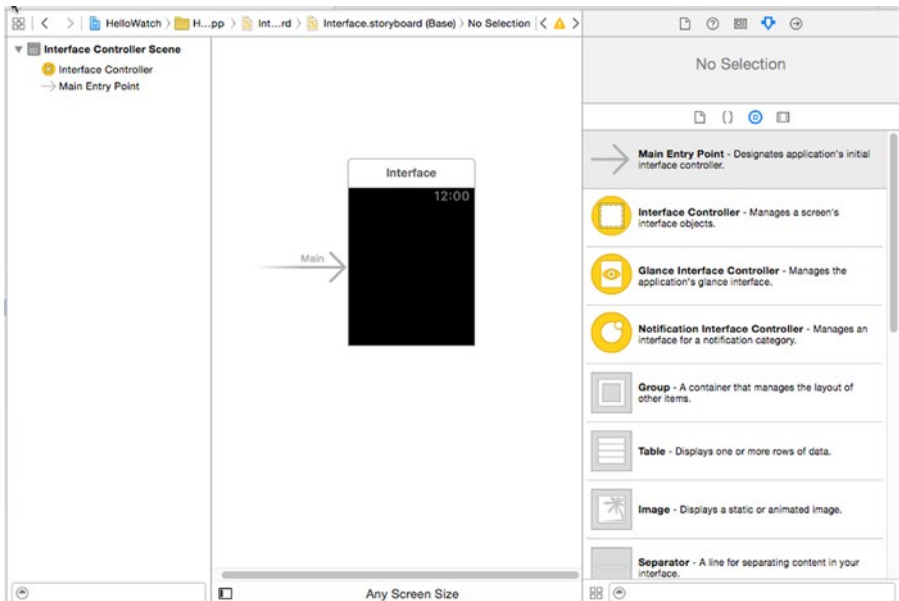 HelloWatch H...pp Int...rd Interface.storyboard (Base) No Selection
Interface Controller Scene
Interface Controller
Main Entry Point
Interface
12:00
Main
Any Screen Size
No Selection
Main Entry Point - Designates application's initial
interface controller.
Interface Controller - Manages a screen's
interface objects.
Glance Interface Controller - Manages the
application's glance interface.
Notification Interface Controller - Manages an
interface for a notification category.
Group - A container that manages the layout of
other items.
Table - Displays one or more rows of data.
Image - Displays a static or animated image.
Separator - A line for separating content in your
interface.